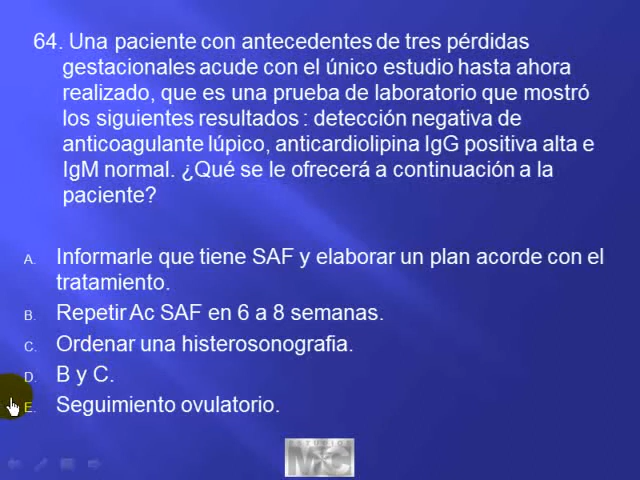 64. Una paciente con antecedentes de tres pérdidas
gestacionales acude con el único estudio hasta ahora
realizado, que es una prueba de laboratorio que mostró
los siguientes resultados : detección negativa de
anticoagulante lúpico, anticardiolipina IgG positiva alta e
IgM normal. ¿Qué se le ofrecerá a continuación a la
paciente?
A. Informarle que tiene SAF y elaborar un plan acorde con el
tratamiento.
B. Repetir Ac SAF en 6 a 8 semanas.
C. Ordenar una histerosonografia.
D. B y C.
E. Seguimiento ovulatorio.
ESTUDIOS
MC